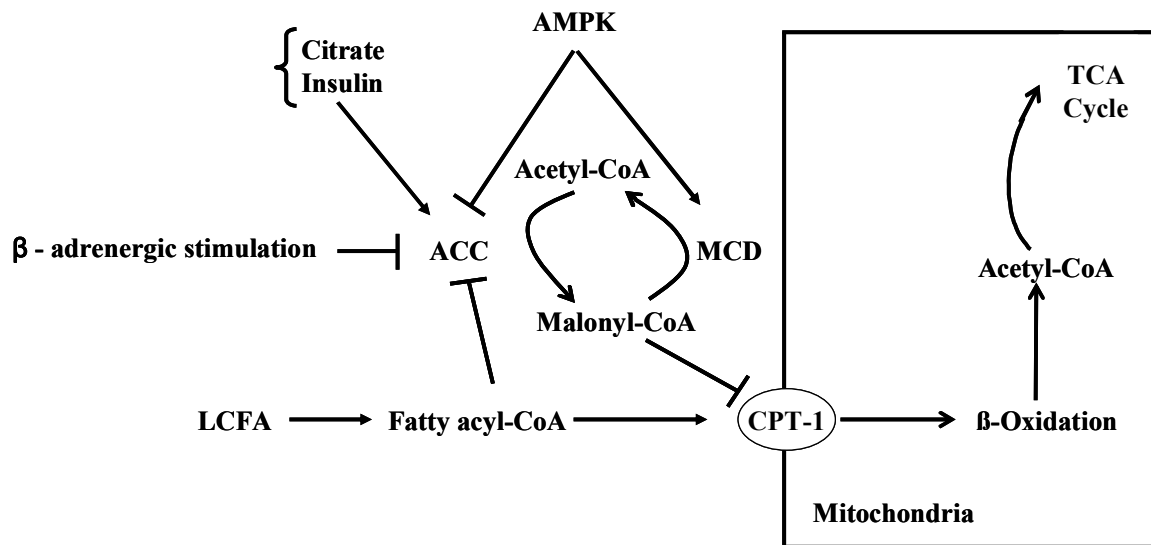 AMPK
Citrate
Insulin
TCA
Cycle
Acetyl-CoA
β - adrenergic stimulation
ACC
MCD
Acetyl-CoA
Malonyl-CoA
LCFA
Fatty acyl-CoA
CPT-1
ß-Oxidation
Mitochondria